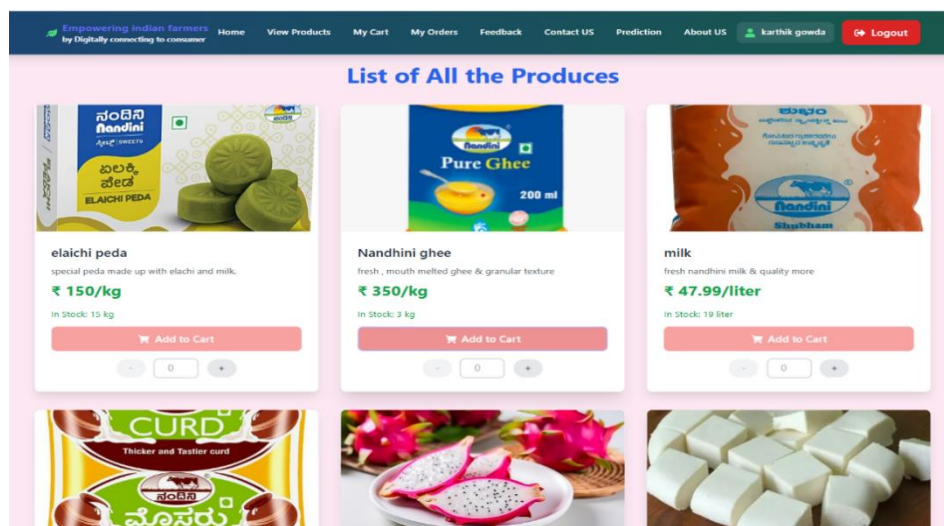 Empowering indian farmers
by Digitally connecting to consumer
Home
View Products
My Cart
My Orders
Feedback
Contact US
Prediction
About US
karthik gowda
Logout
List of All the Produces
ನಂದಿನಿ
Nandini
SWEETS
ಏಲಕ್ಕಿ
ಪೇಡ
ELAICHI PEDA
elaichi peda
special peda made up with elachi and milk.
₹ 150/kg
In Stock: 15 kg
Add to Cart
- 0 +
Nandini
Pure Ghee
200 ml
Nandhini ghee
fresh , mouth melted ghee & granular texture
₹ 350/kg
In Stock: 3 kg
Add to Cart
- 0 +
ಶುಭಂ
Nandini
Shubham
milk
fresh nandhini milk & quality more
₹ 47.99/liter
In Stock: 19 liter
Add to Cart
- 0 +
CURD
Thicker and Tastier curd
ನಂದಿನಿ
ಮೊಸರು